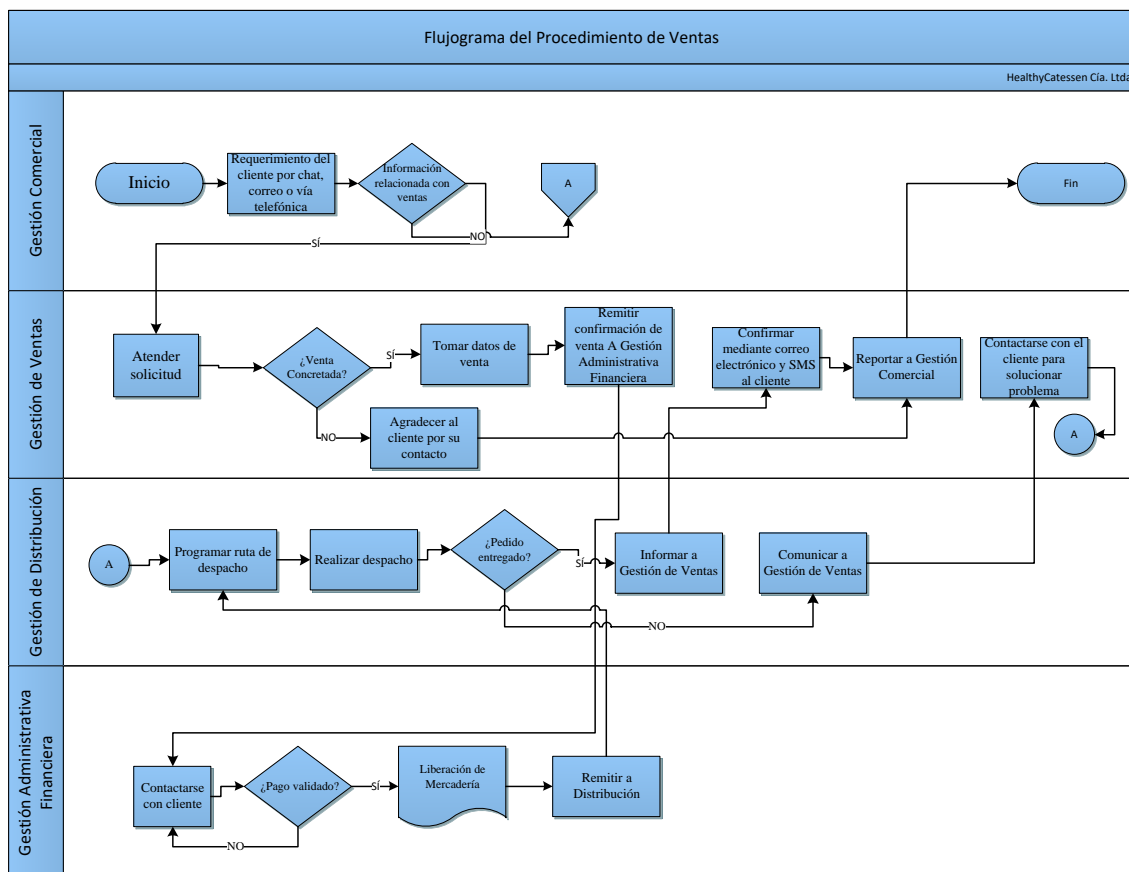 Flujograma del Procedimiento de Ventas
HealthyCatessen Cía. Ltda
Gestión Comercial
Inicio
Requerimiento del
cliente por chat,
correo o vía
telefónica
Información
relacionada con
ventas
A
Fin
NO
SÍ
Gestión de Ventas
Atender
solicitud
¿Venta
Concretada?
SÍ
Tomar datos de
venta
Remitir
confirmación de
venta A Gestión
Administrativa
Financiera
Confirmar
mediante correo
electrónico y SMS
al cliente
Reportar a Gestión
Comercial
Contactarse con el
cliente para
solucionar
problema
NO
Agradecer al
cliente por su
contacto
A
Gestión de Distribución
A
Programar ruta de
despacho
Realizar despacho
¿Pedido
entregado?
SÍ
Informar a
Gestión de Ventas
Comunicar a
Gestión de Ventas
NO
Gestión Administrativa
Financiera
Contactarse
con cliente
¿Pago validado?
SÍ
Liberación de
Mercadería
Remitir a
Distribución
NO